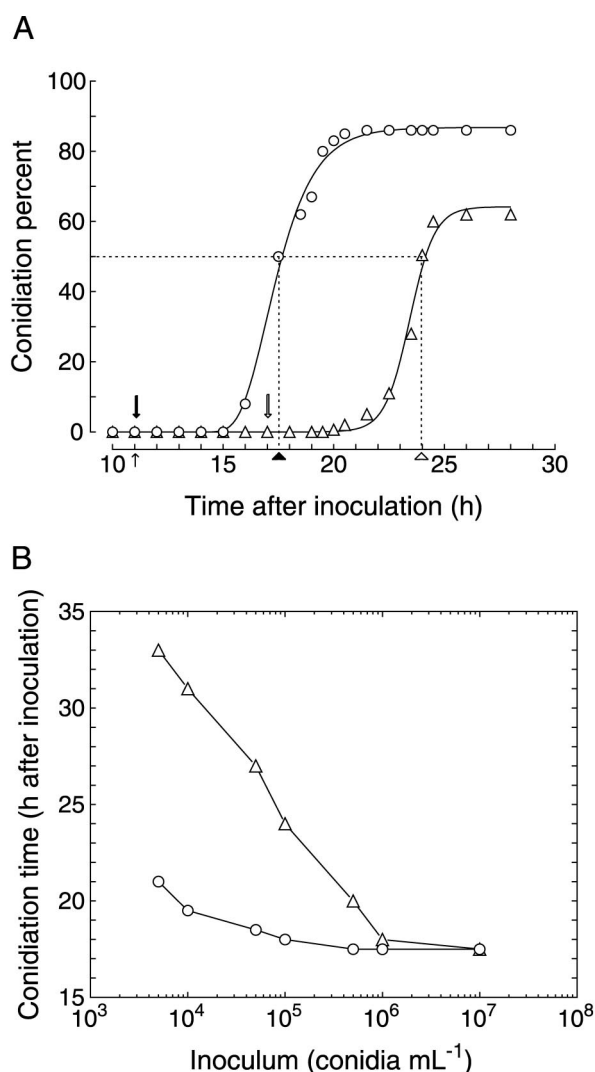 A
100
80
60
40
20
0
Conidiation percent
10 ↑ 15 20 25 30
Time after inoculation (h)
B
35
30
25
20
15
Conidiation time (h after inoculation)
10³ 10⁴ 10⁵ 10⁶ 10⁷ 10⁸
Inoculum (conidia mL⁻¹)